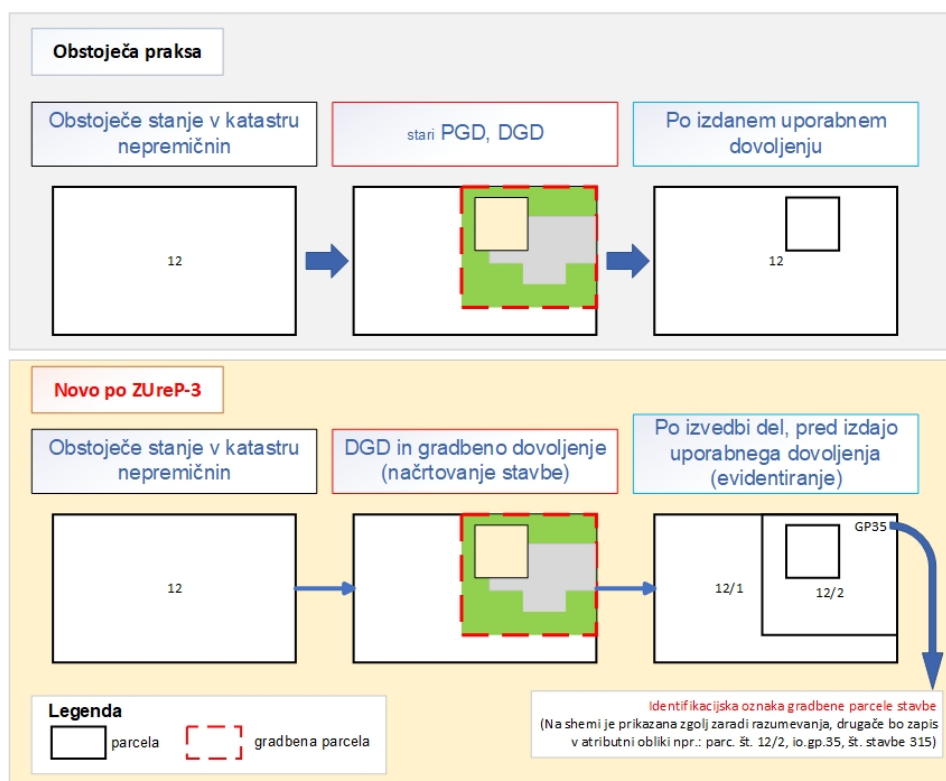 Obstoječa praksa
Obstoječe stanje v katastru
nepremičnin
stari PGD, DGD
Po izdanem uporabnem
dovoljenju
12
12
Novo po ZUreP-3
Obstoječe stanje v katastru
nepremičnin
DGD in gradbeno dovoljenje
(načrtovanje stavbe)
Po izvedbi del, pred izdajo
uporabnega dovoljenja
(evidentiranje)
12
GP35
12/1
12/2
Legenda
parcela
gradbena parcela
Identifikacijska oznaka gradbene parcele stavbe
(Na shemi je prikazana zgolj zaradi razumevanja, drugače bo zapis
v atributni obliki npr.: parc. št. 12/2, io.gp.35, št. stavbe 315)